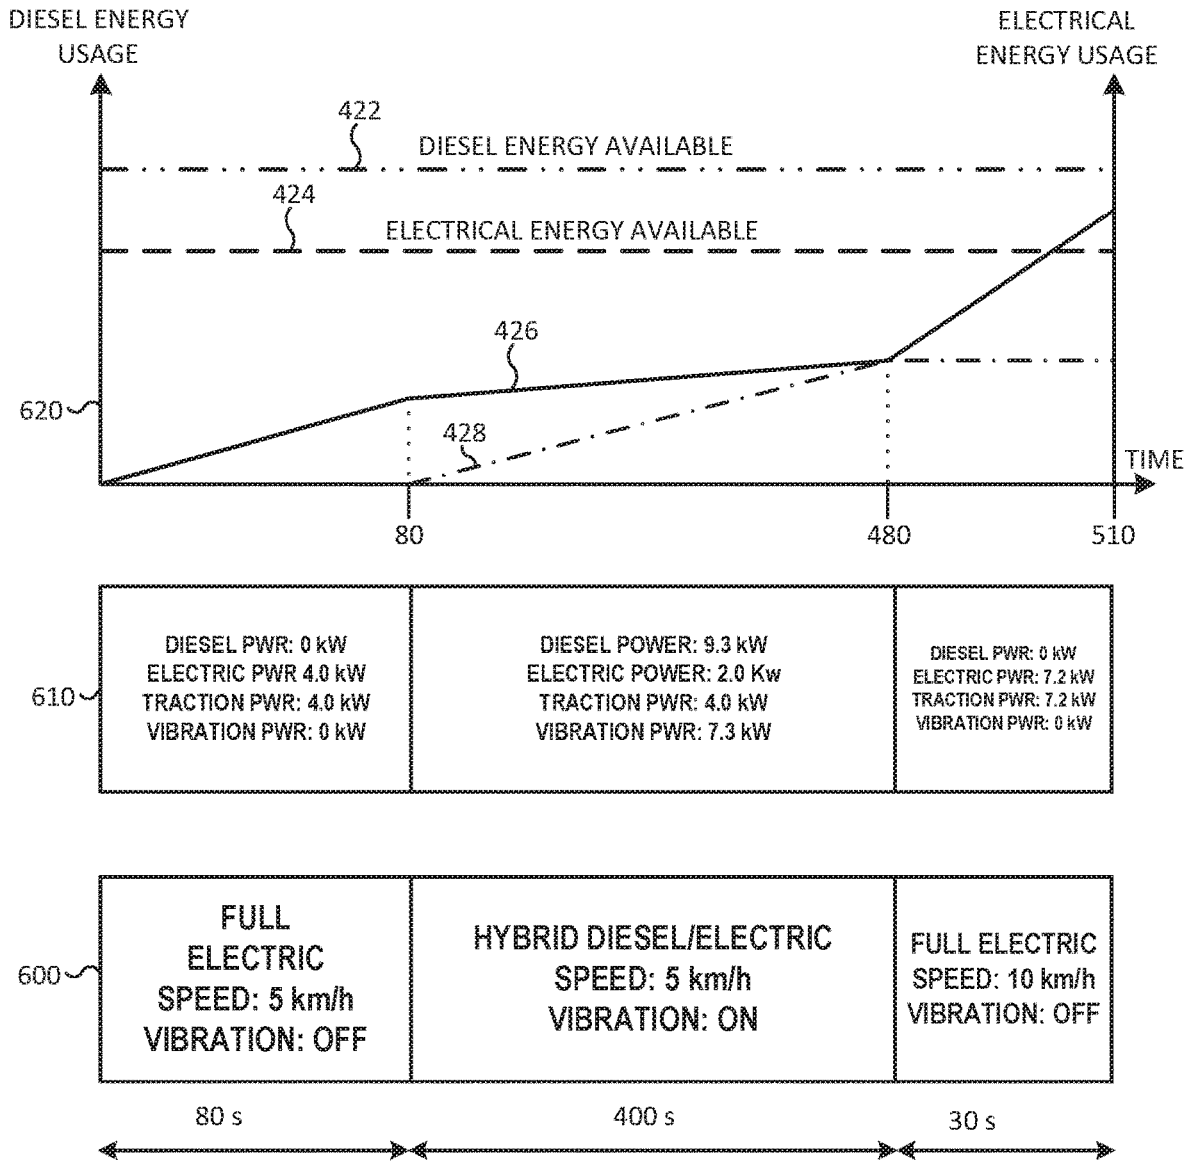 DIESEL ENERGY
USAGE
ELECTRICAL
ENERGY USAGE
422
DIESEL ENERGY AVAILABLE
424
ELECTRICAL ENERGY AVAILABLE
426
620
428
TIME
80
480
510
610
DIESEL PWR: 0 kW
ELECTRIC PWR 4.0 kW
TRACTION PWR: 4.0 kW
VIBRATION PWR: 0 kW
DIESEL POWER: 9.3 kW
ELECTRIC POWER: 2.0 Kw
TRACTION PWR: 4.0 kW
VIBRATION PWR: 7.3 kW
DIESEL PWR: 0 kW
ELECTRIC PWR: 7.2 kW
TRACTION PWR: 7.2 kW
VIBRATION PWR: 0 kW
600
FULL
ELECTRIC
SPEED: 5 km/h
VIBRATION: OFF
HYBRID DIESEL/ELECTRIC
SPEED: 5 km/h
VIBRATION: ON
FULL ELECTRIC
SPEED: 10 km/h
VIBRATION: OFF
80 s
400 s
30 s